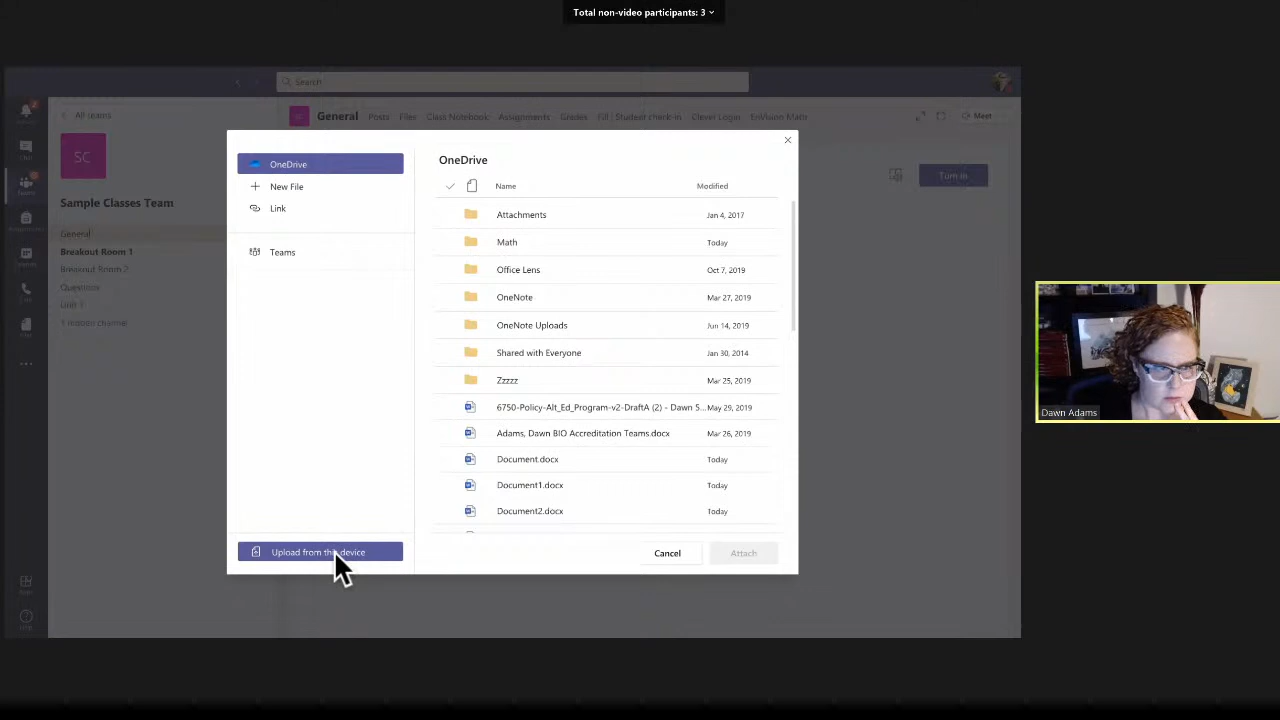 Total non-video participants: 3
Search
All teams
SC
Sample Classes Team
General
Breakout Room 1
Breakout Room 2
Questions
Unit 1
1 hidden channel
General Posts Files Class Notebook Assignments Grades Fill | Student check-in Clever Login EnVision Math
Meet
Turn in
OneDrive
New File
Link
Teams
Upload from this device
OneDrive
Name Modified
Attachments Jan 4, 2017
Math Today
Office Lens Oct 7, 2019
OneNote Mar 27, 2019
OneNote Uploads Jun 14, 2019
Shared with Everyone Jan 30, 2014
Zzzzz Mar 25, 2019
6750-Policy-Alt_Ed_Program-v2-DraftA (2) - Dawn S... May 29, 2019
Adams, Dawn BIO Accreditation Teams.docx Mar 26, 2019
Document.docx Today
Document1.docx Today
Document2.docx Today
Cancel Attach
Dawn Adams